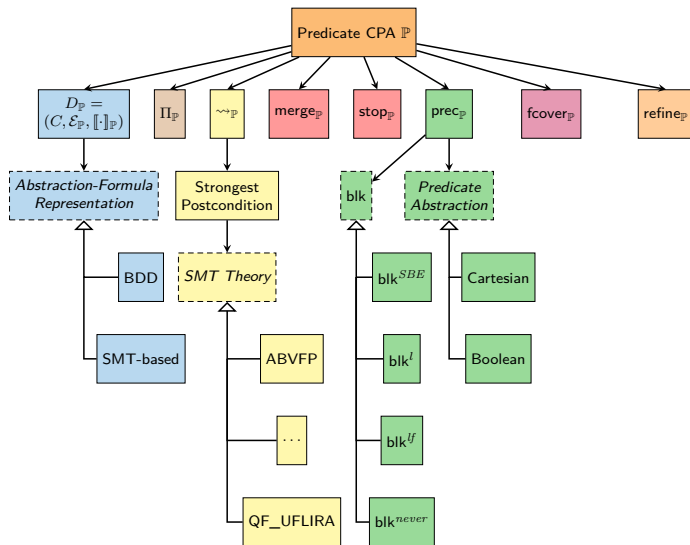 Predicate CPA ℙ
D_ℙ =
(C, ℰ_ℙ, ⟦·⟧_ℙ)
Π_ℙ
⇝_ℙ
merge_ℙ
stop_ℙ
prec_ℙ
fcover_ℙ
refine_ℙ
Abstraction-Formula
Representation
Strongest
Postcondition
blk
Predicate
Abstraction
BDD
SMT Theory
blk^SBE
Cartesian
SMT-based
ABVFP
blk^l
Boolean
...
blk^lf
QF_UFLIRA
blk^never